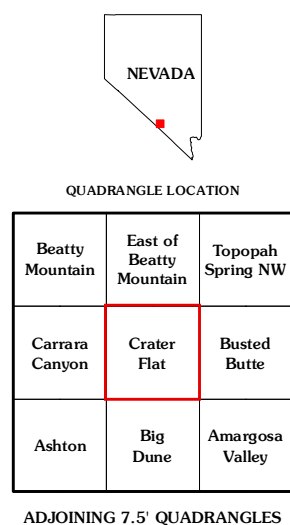 NEVADA
QUADRANGLE LOCATION
Beatty
Mountain
East of
Beatty
Mountain
Topopah
Spring NW
Carrara
Canyon
Crater
Flat
Busted
Butte
Ashton
Big
Dune
Amargosa
Valley
ADJOINING 7.5' QUADRANGLES